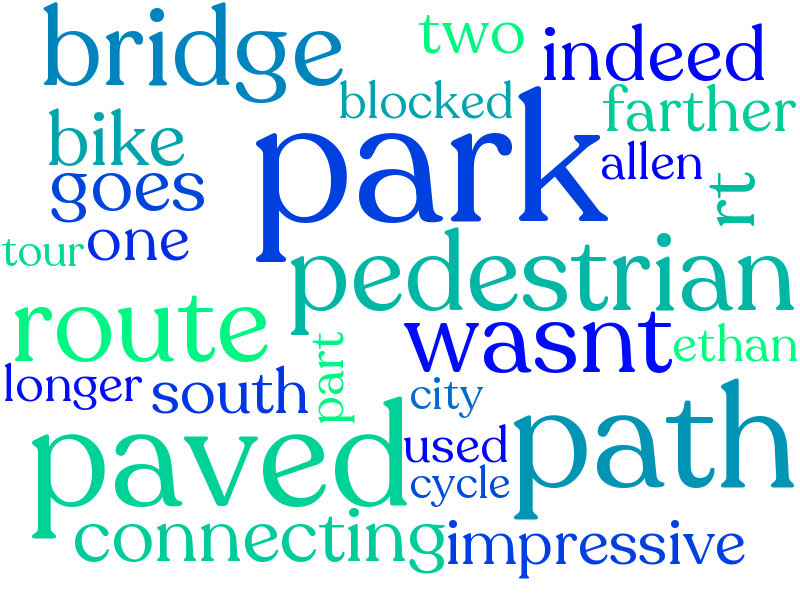 bridge
two
indeed
blocked
farther
bike
park
allen
goes
rt
one
tour
pedestrian
route
wasnt
part
ethan
longer
south
city
paved
used
path
cycle
connecting
impressive